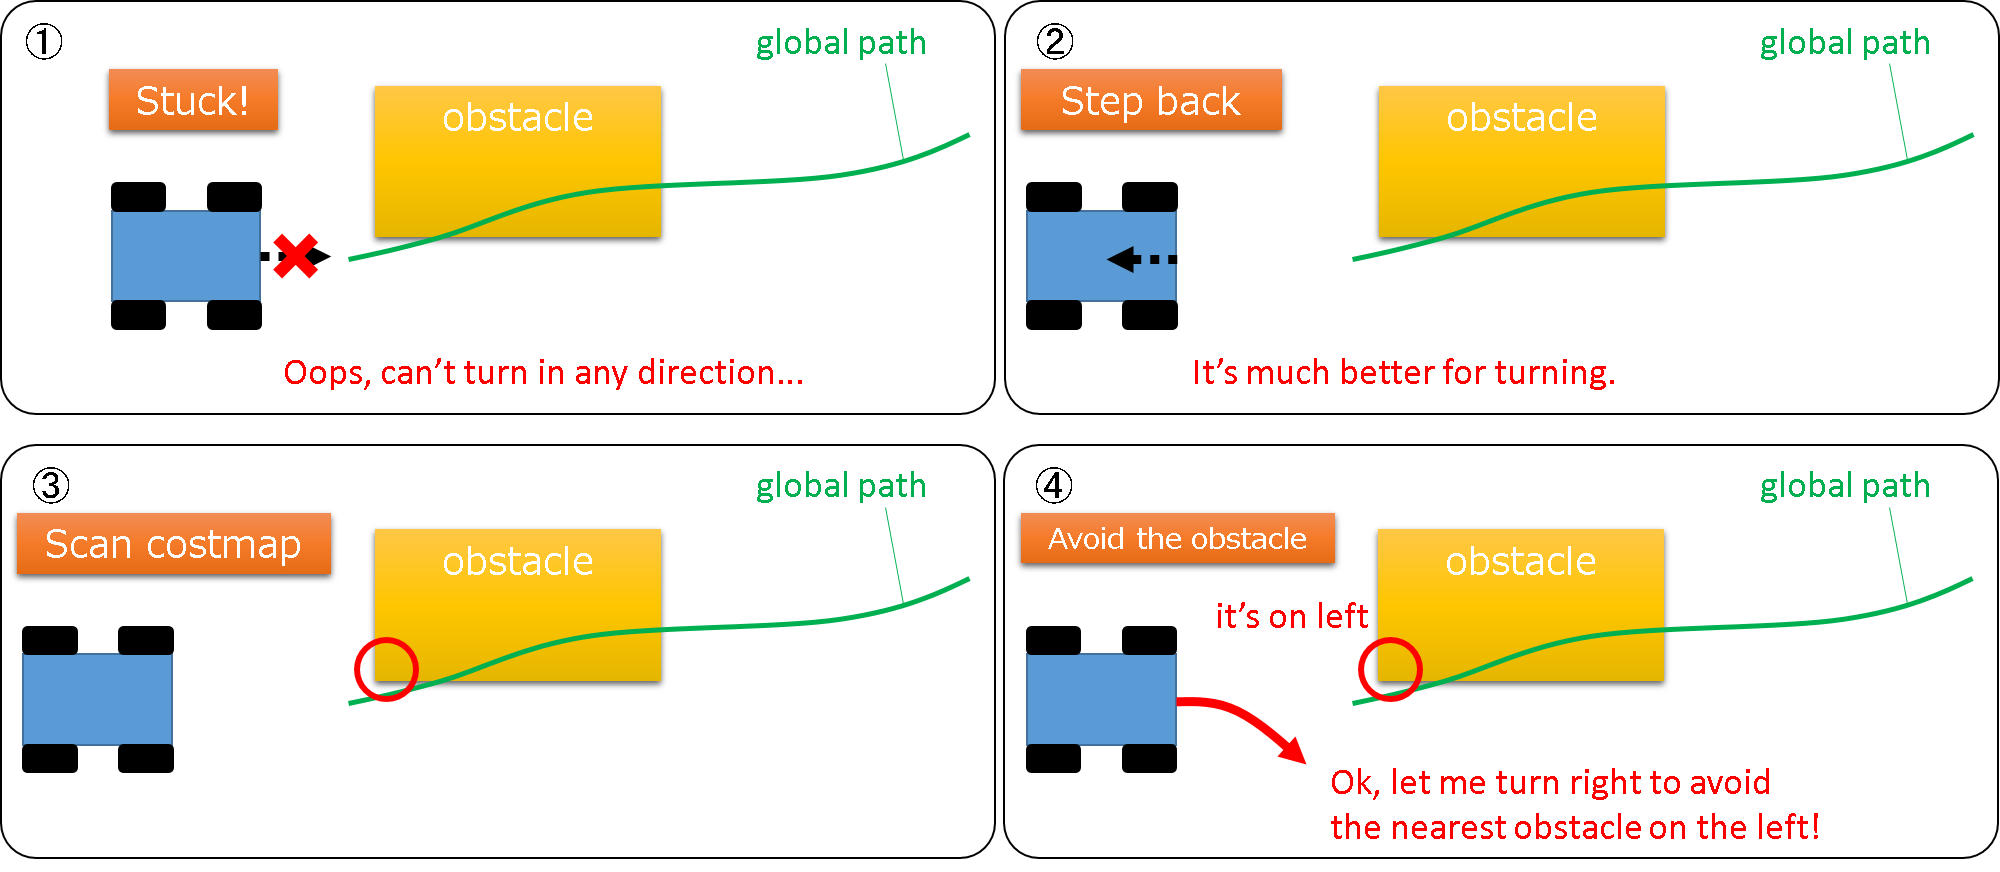 ①
global path
Stuck!
obstacle
Oops, can't turn in any direction...
②
global path
Step back
obstacle
It's much better for turning.
③
global path
Scan costmap
obstacle
④
global path
Avoid the obstacle
obstacle
it's on left
Ok, let me turn right to avoid
the nearest obstacle on the left!